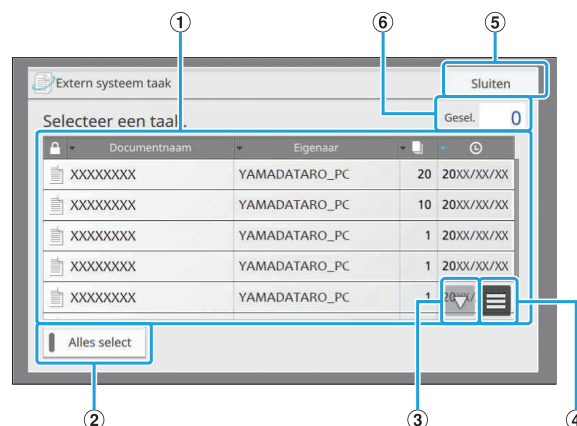 ① ⑥ ⑤
Extern systeem taak Sluiten
Selecteer een taak. Gesel. 0
Documentnaam Eigenaar
XXXXXXXX YAMADATARO_PC 20 20XX/XX/XX
XXXXXXXX YAMADATARO_PC 10 20XX/XX/XX
XXXXXXXX YAMADATARO_PC 1 20XX/XX/XX
XXXXXXXX YAMADATARO_PC 1 20XX/XX/XX
XXXXXXXX YAMADATARO_PC 1
Alles select
② ③ ④